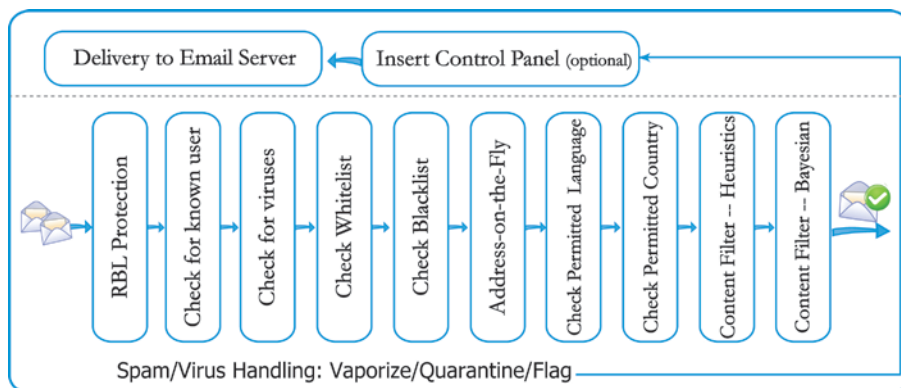 Delivery to Email Server
Insert Control Panel (optional)
RBL Protection
Check for known user
Check for viruses
Check Whitelist
Check Blacklist
Address-on-the-Fly
Check Permitted Language
Check Permitted Country
Content Filter -- Heuristics
Content Filter -- Bayesian
Spam/Virus Handling: Vaporize/Quarantine/Flag